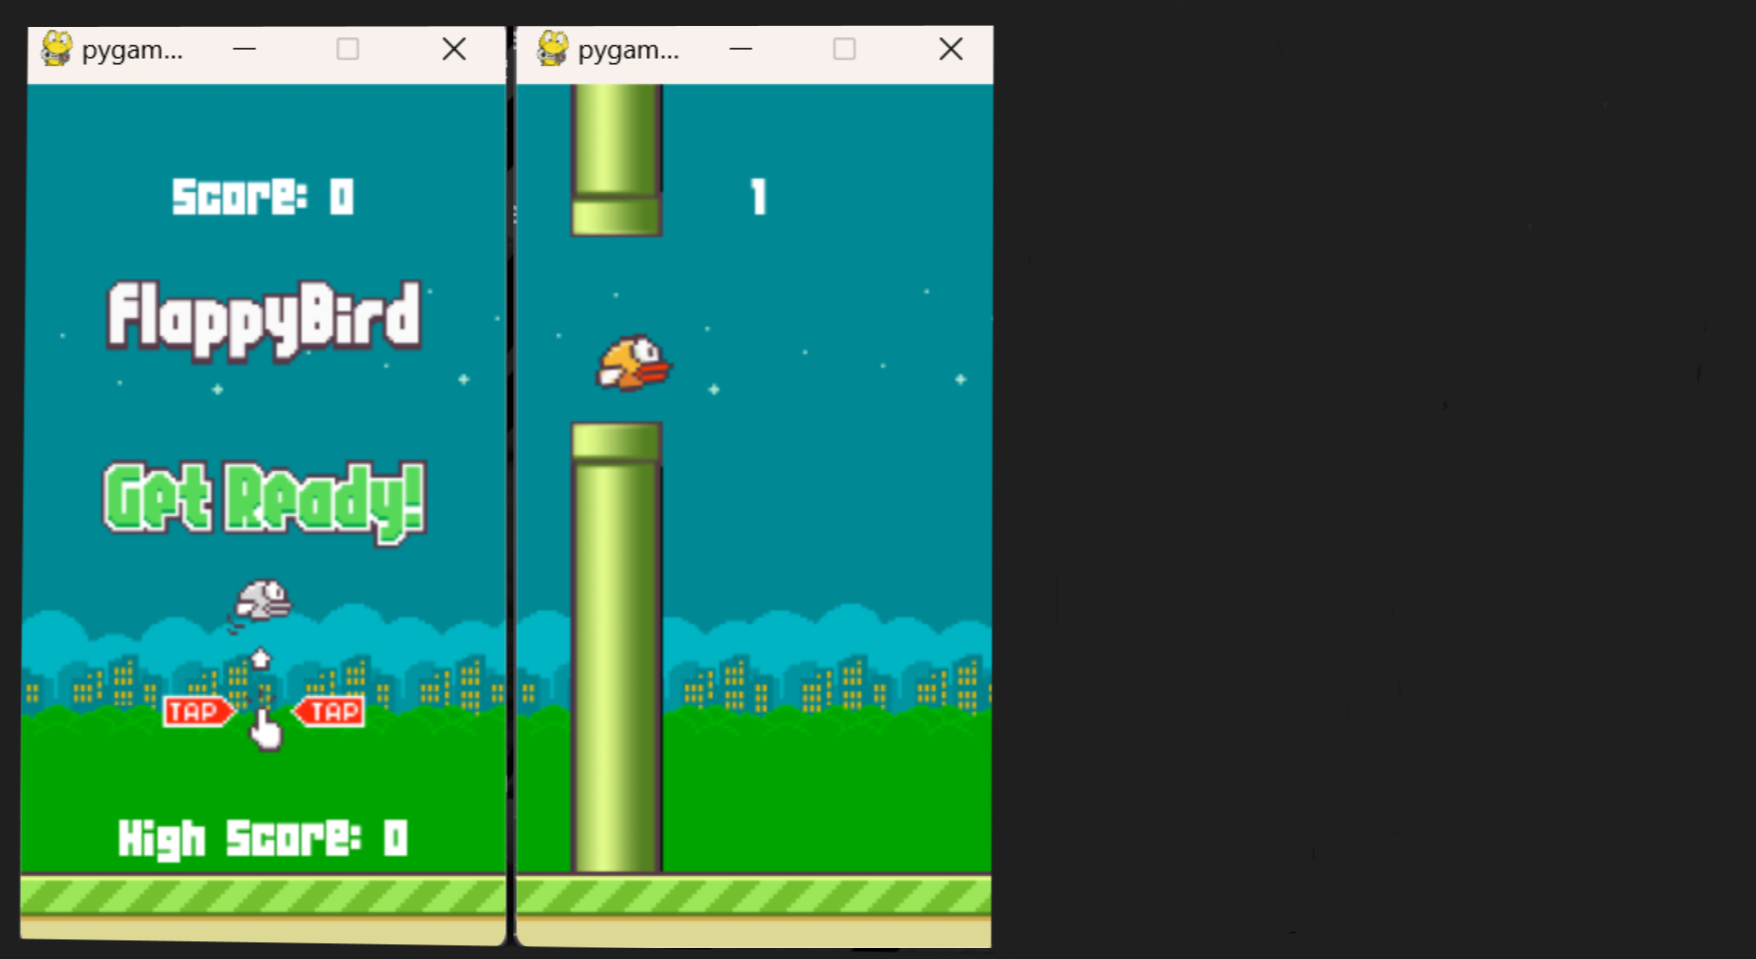 pygam...
Score: 0
FlappyBird
Get Ready!
TAP TAP
High Score: 0
pygam...
1